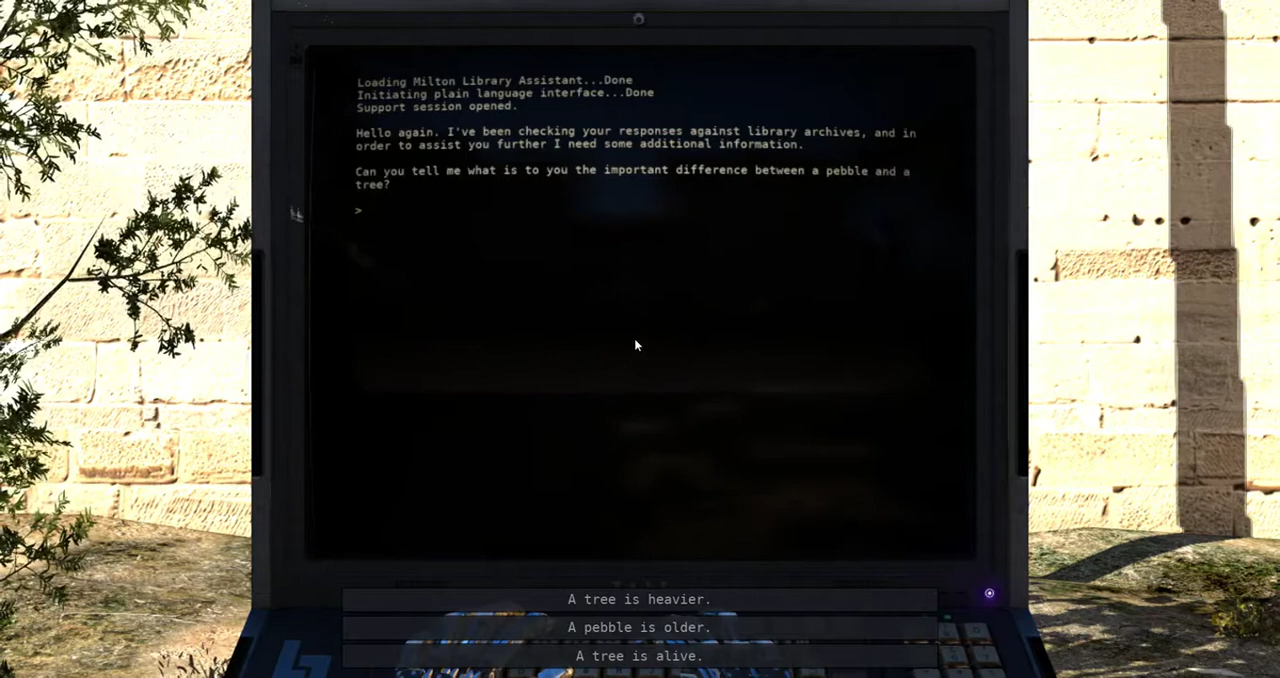 Loading Milton Library Assistant...Done
Initiating plain language interface...Done
Support session opened.
Hello again. I've been checking your responses against library archives, and in
order to assist you further I need some additional information.
Can you tell me what is to you the important difference between a pebble and a
tree?
>
A tree is heavier.
A pebble is older.
A tree is alive.